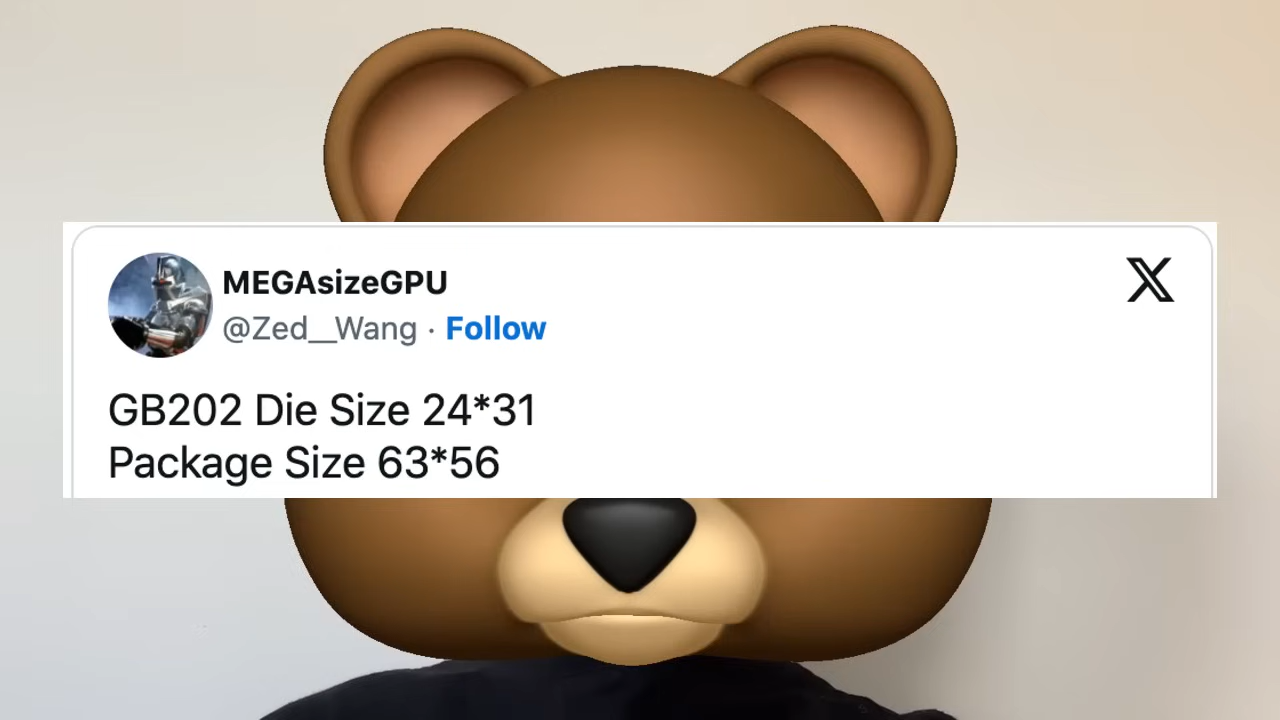 MEGAsizeGPU
@Zed__Wang · Follow
GB202 Die Size 24*31
Package Size 63*56